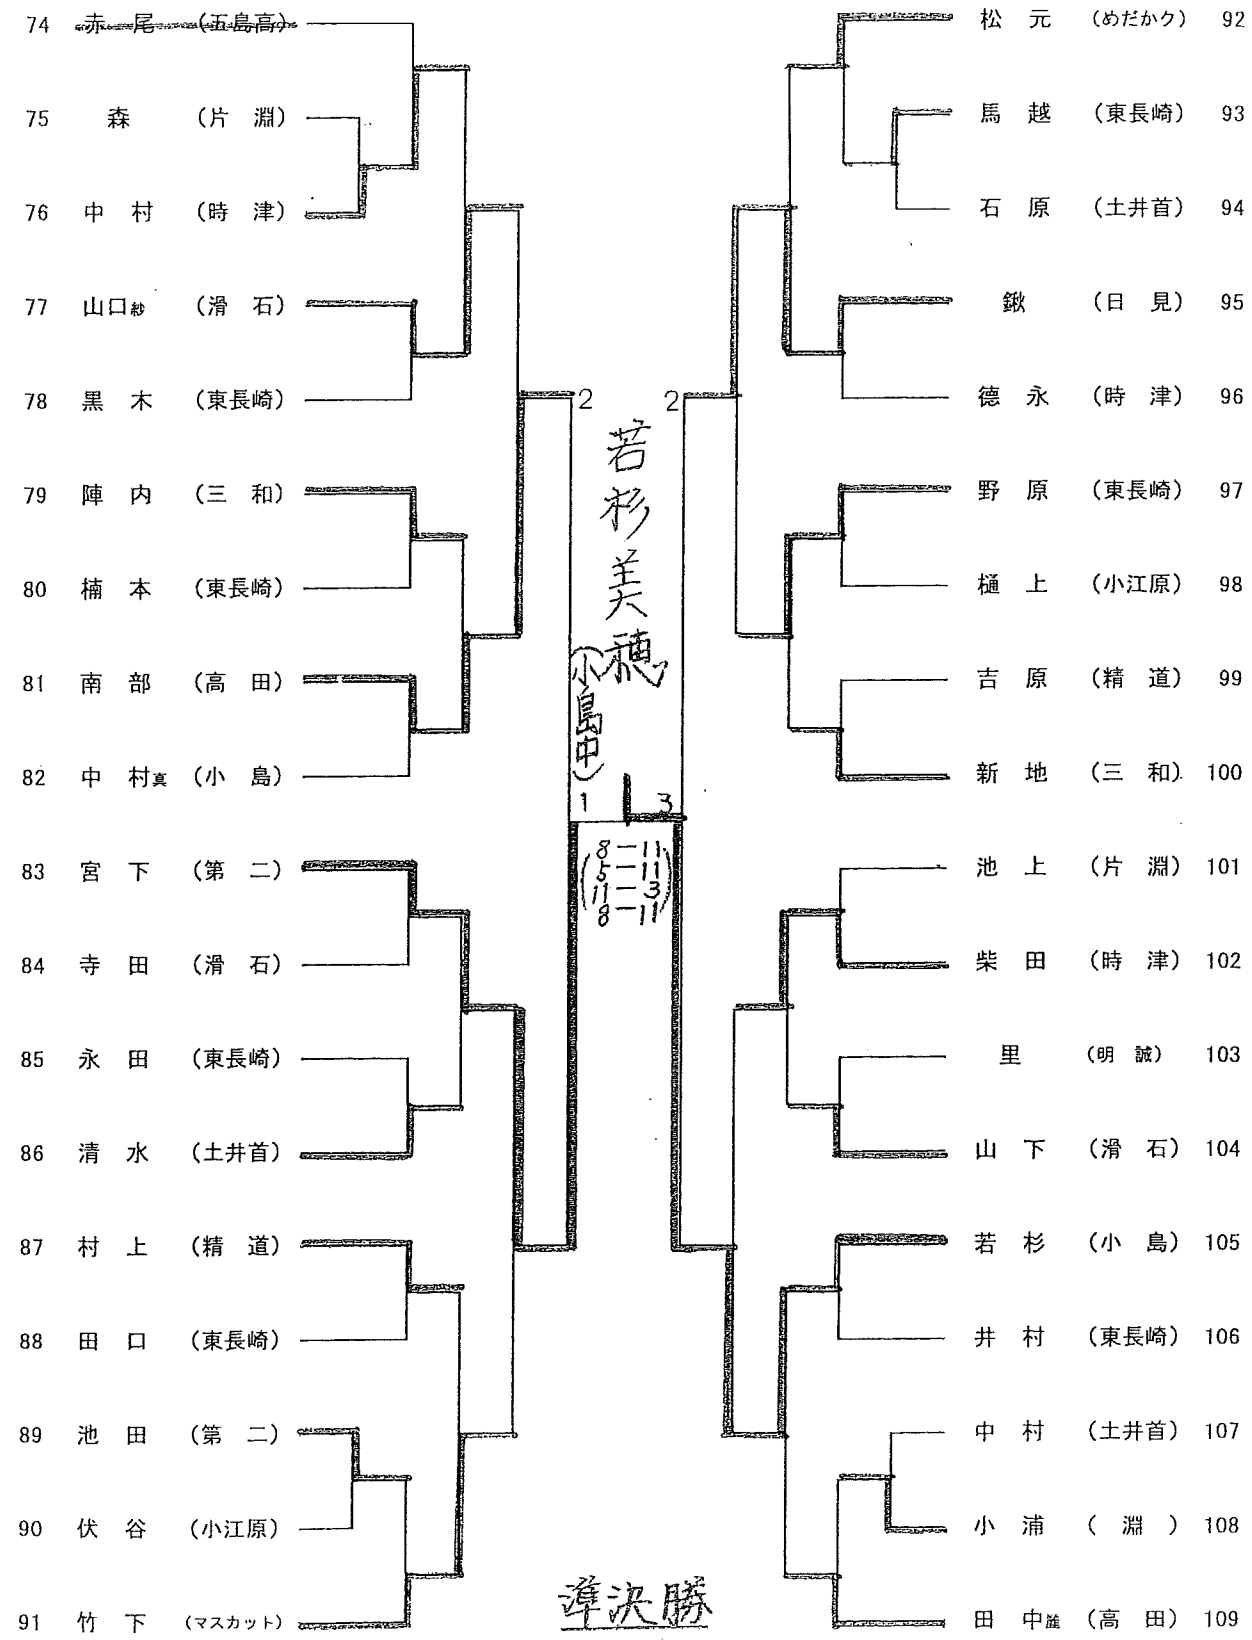 74 赤尾 (五島高)
75 森 (片淵)
76 中村 (時津)
77 山口紗 (滑石)
78 黒木 (東長崎)
79 陣内 (三和)
80 楠本 (東長崎)
81 南部 (高田)
82 中村真 (小島)
83 宮下 (第二)
84 寺田 (滑石)
85 永田 (東長崎)
86 清水 (土井首)
87 村上 (精道)
88 田口 (東長崎)
89 池田 (第二)
90 伏谷 (小江原)
91 竹下 (マスカット)
2 2
若杉美穂
(小島中)
1 3
8-11
5-11
11-3
8-11
準決勝
松元 (めだかク) 92
馬越 (東長崎) 93
石原 (土井首) 94
鍬 (日見) 95
徳永 (時津) 96
野原 (東長崎) 97
樋上 (小江原) 98
吉原 (精道) 99
新地 (三和) 100
池上 (片淵) 101
柴田 (時津) 102
里 (明誠) 103
山下 (滑石) 104
若杉 (小島) 105
井村 (東長崎) 106
中村 (土井首) 107
小浦 (淵) 108
田中 (高田) 109